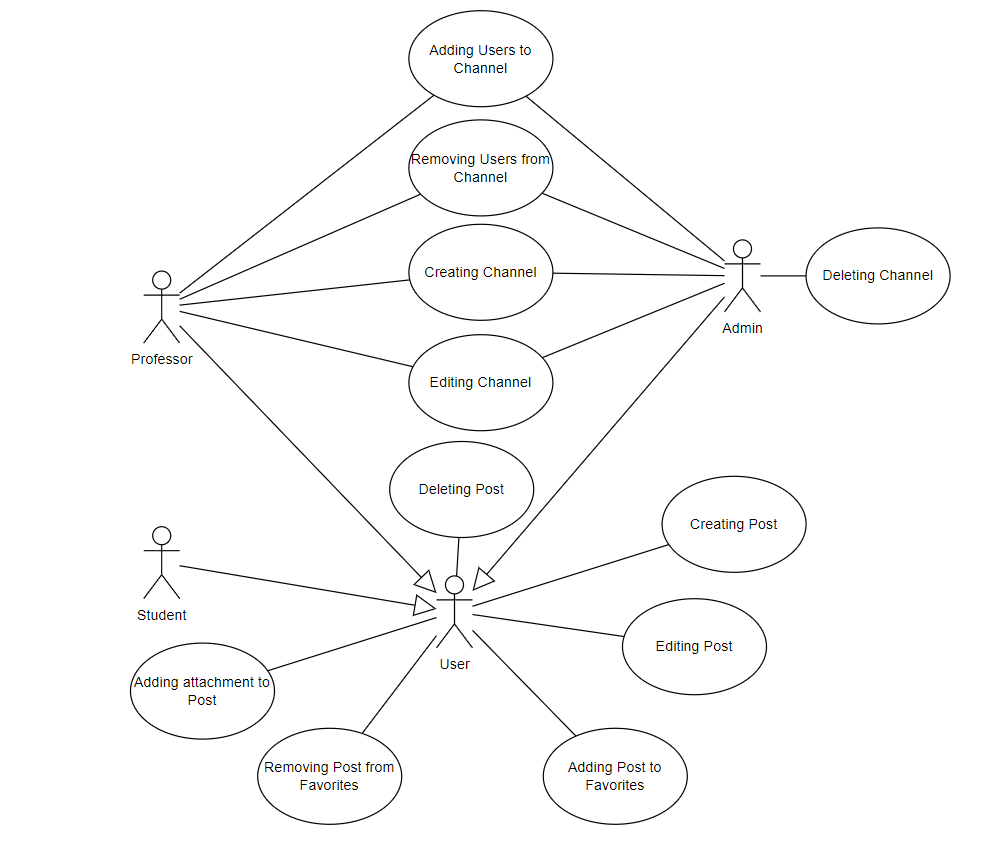 Adding Users to
Channel
Removing Users from
Channel
Creating Channel
Deleting Channel
Admin
Professor
Editing Channel
Deleting Post
Creating Post
Student
Editing Post
User
Adding attachment to
Post
Removing Post from
Favorites
Adding Post to
Favorites